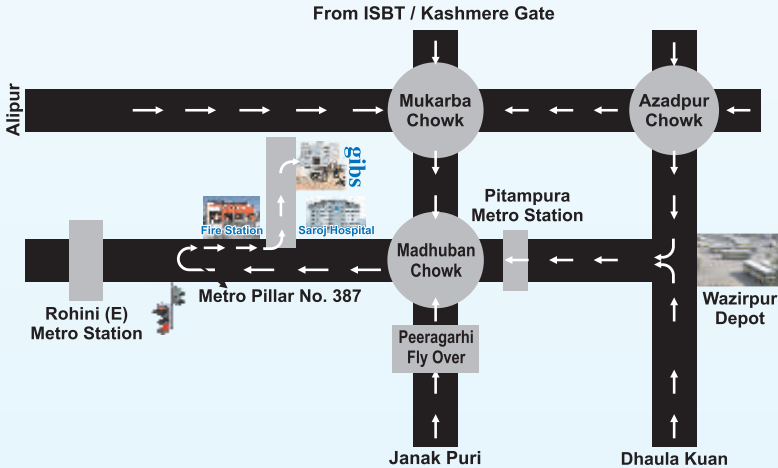 From ISBT / Kashmere Gate
Alipur
Mukarba
Chowk
Azadpur
Chowk
gibs
Pitampura
Metro Station
Fire Station
Saroj Hospital
Madhuban
Chowk
Metro Pillar No. 387
Rohini (E)
Metro Station
Wazirpur
Depot
Peeragarhi
Fly Over
Janak Puri
Dhaula Kuan